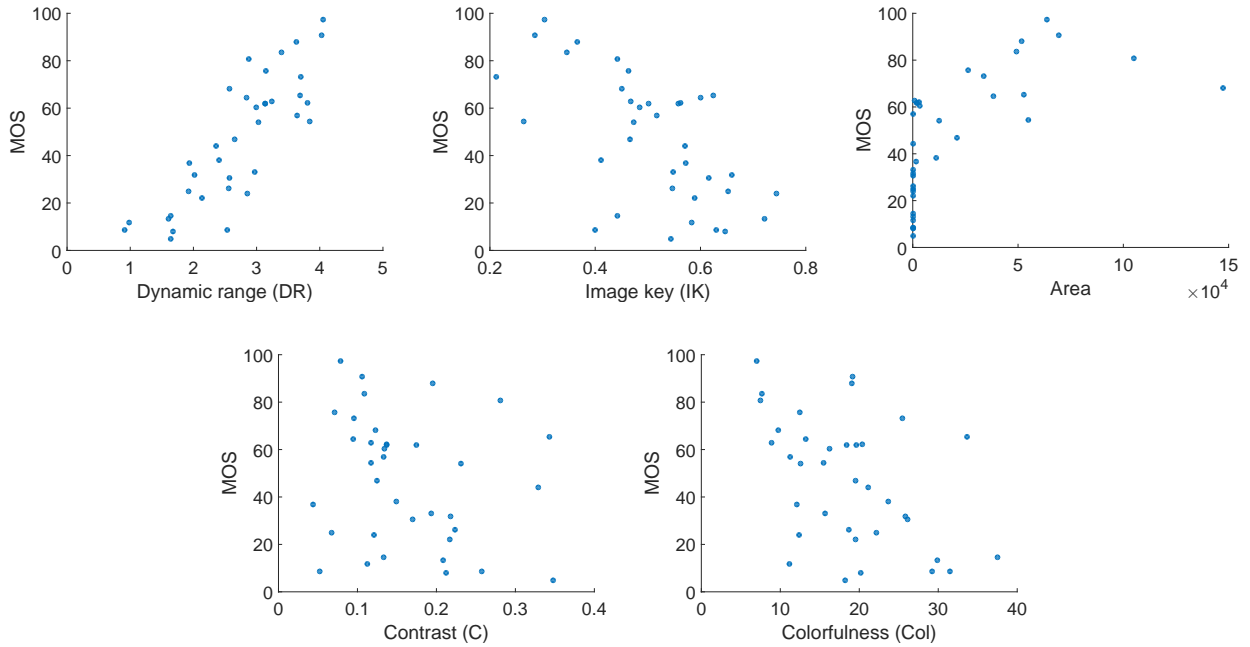 MOS
100
80
60
40
20
0
0 1 2 3 4 5
Dynamic range (DR)
MOS
100
80
60
40
20
0
0.2 0.4 0.6 0.8
Image key (IK)
MOS
100
80
60
40
20
0
0 5 10 15
Area ×10⁴
MOS
100
80
60
40
20
0
0 0.1 0.2 0.3 0.4
Contrast (C)
MOS
100
80
60
40
20
0
0 10 20 30 40
Colorfulness (Col)